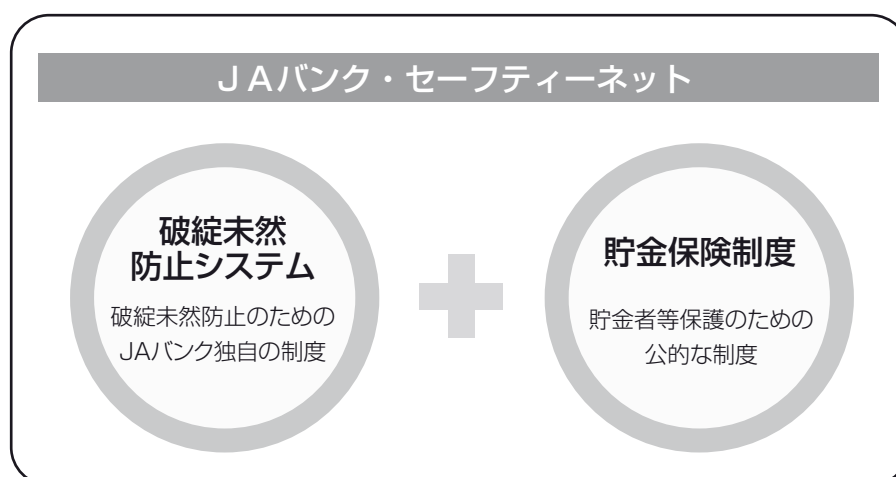 JAバンク・セーフティーネット
破綻未然
防止システム
破綻未然防止のための
JAバンク独自の制度
貯金保険制度
貯金者等保護のための
公的な制度